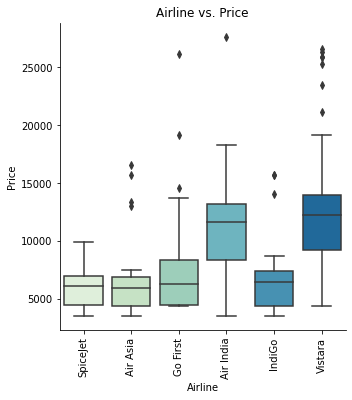 Airline vs. Price
25000
20000
15000
10000
5000
Price
SpiceJet
Air Asia
Go First
Air India
IndiGo
Vistara
Airline